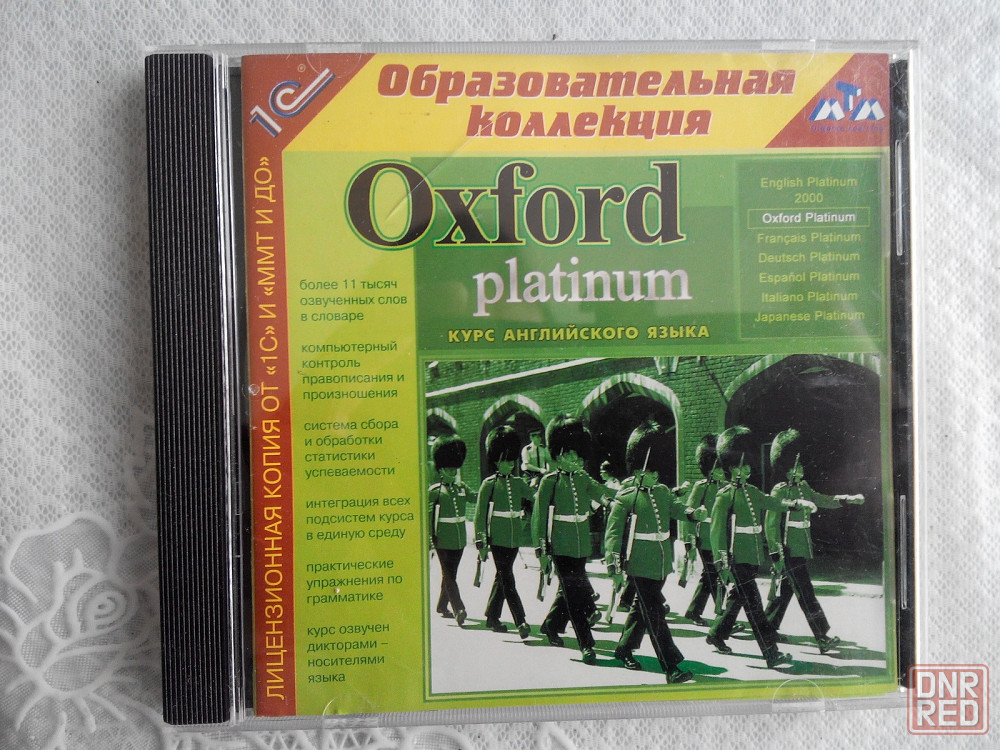 1С®
Образовательная
коллекция
МТМ
ЛИЦЕНЗИОННАЯ КОПИЯ ОТ «1С» И «ММТ И ДО»
Oxford
platinum
КУРС АНГЛИЙСКОГО ЯЗЫКА
English Platinum
2000
Oxford Platinum
Français Platinum
Deutsch Platinum
Español Platinum
Italiano Platinum
Japanese Platinum
более 11 тысяч
озвученных слов
в словаре
компьютерный
контроль
правописания и
произношения
система сбора
и обработки
статистики
успеваемости
интеграция всех
подсистем курса
в единую среду
практические
упражнения по
грамматике
курс озвучен
дикторами –
носителями
языка
DNR
RED